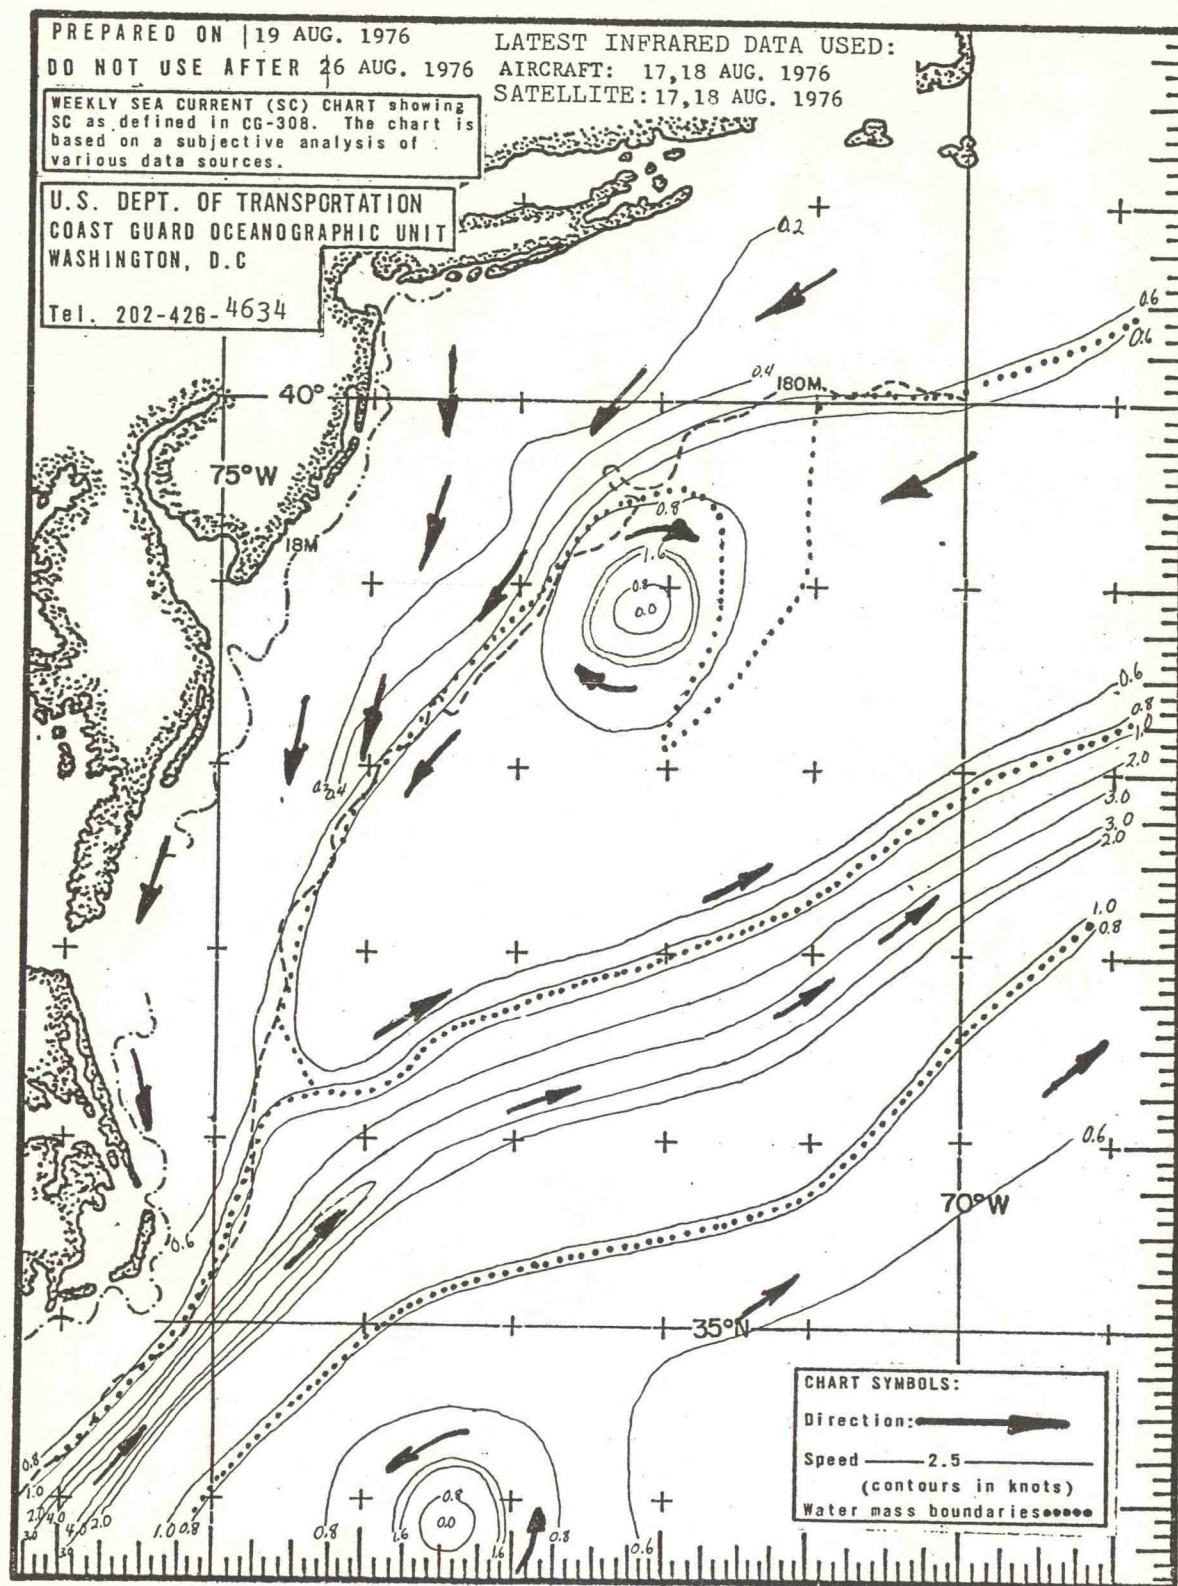 PREPARED ON 19 AUG. 1976
DO NOT USE AFTER 26 AUG. 1976
LATEST INFRARED DATA USED:
AIRCRAFT: 17,18 AUG. 1976
SATELLITE: 17,18 AUG. 1976
WEEKLY SEA CURRENT (SC) CHART showing
SC as defined in CG-308. The chart is
based on a subjective analysis of
various data sources.
U.S. DEPT. OF TRANSPORTATION
COAST GUARD OCEANOGRAPHIC UNIT
WASHINGTON, D.C
Tel. 202-426-4634
0.2
0.6
0.6
0.4
180M
40°
75°W
18M
0.8
1.6
0.8
0.0
0.6
0.8
1.0
2.0
3.0
3.0
2.0
0.4
1.0
0.8
0.6
70°W
0.6
35°N
CHART SYMBOLS:
Direction:
Speed 2.5
(contours in knots)
Water mass boundaries
0.8
1.0
2.0
3.0
4.0
4.0
3.0
2.0
1.0
0.8
0.8
1.6
0.8
0.0
1.6
0.8
0.6